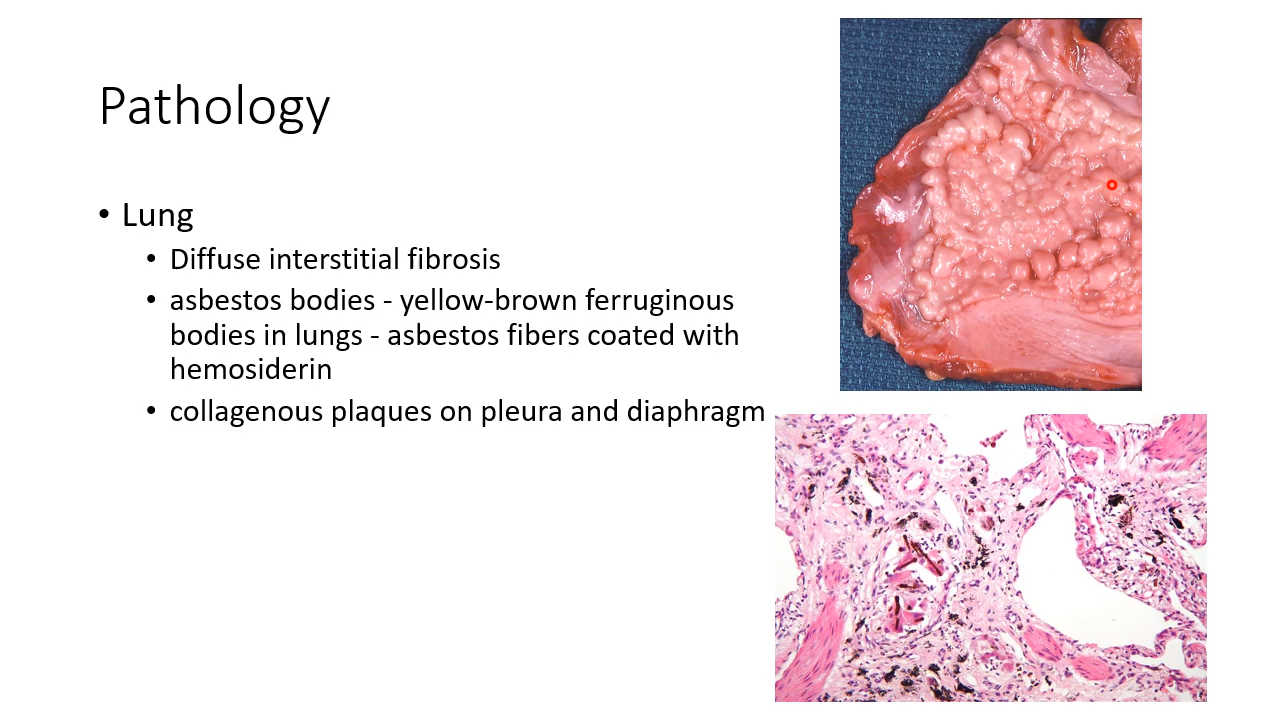 Pathology
• Lung
• Diffuse interstitial fibrosis
• asbestos bodies - yellow-brown ferruginous
bodies in lungs - asbestos fibers coated with
hemosiderin
• collagenous plaques on pleura and diaphragm